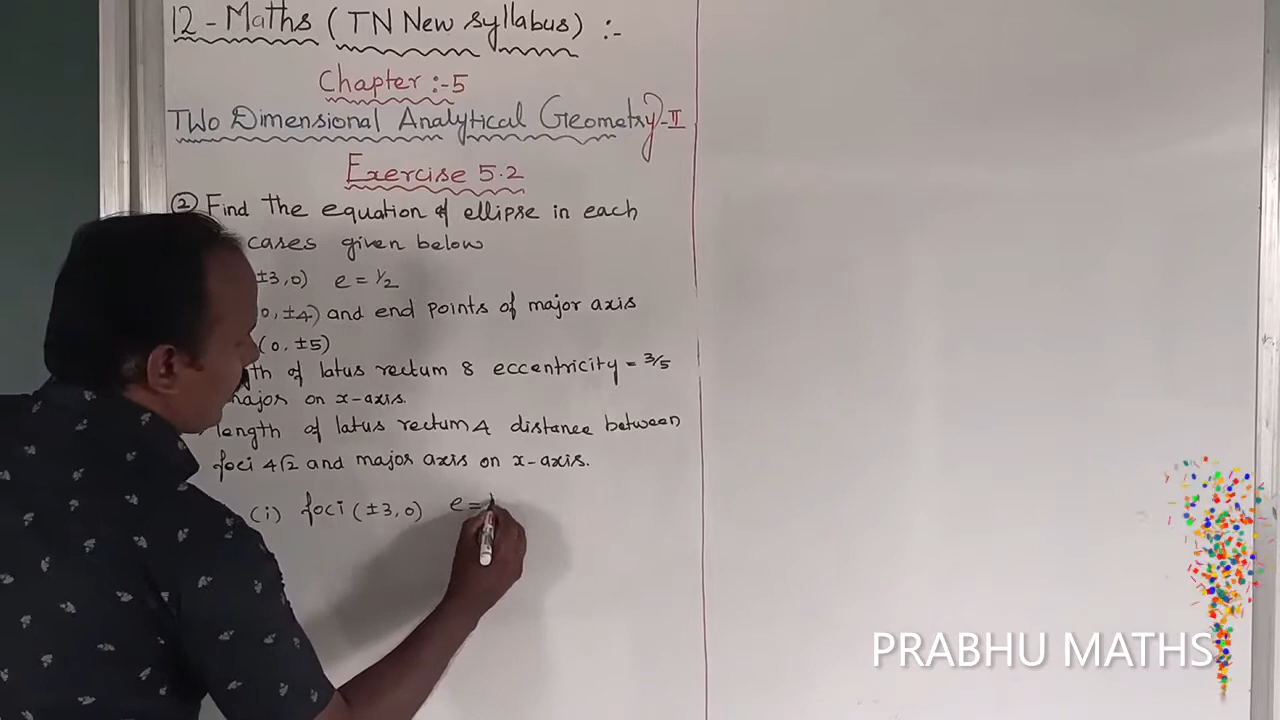 12 - Maths ( TN New syllabus) :-
Chapter :- 5
Two Dimensional Analytical Geometry - II
Exercise 5.2
② Find the equation of ellipse in each
cases given below
±3, 0) e = 1/2
0, ±4) and end points of major axis
(0, ±5)
th of latus rectum 8 eccentricity = 3/5
major on x-axis.
length of latus rectum 4 distance between
foci 4√2 and major axis on x-axis.
(i) foci (±3, 0) e =
PRABHU MATHS